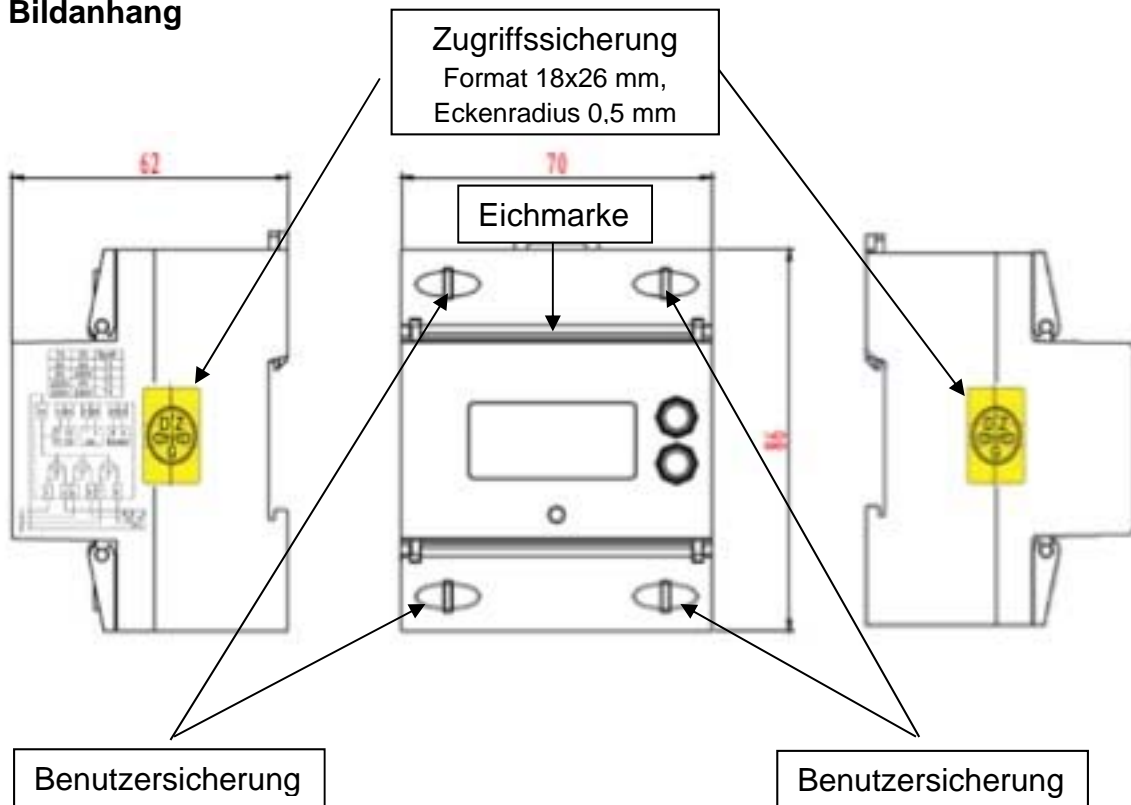 Bildanhang
Zugriffssicherung
Format 18x26 mm,
Eckenradius 0,5 mm
62
70
Eichmarke
D Z
G
D Z
G
Benutzersicherung
Benutzersicherung